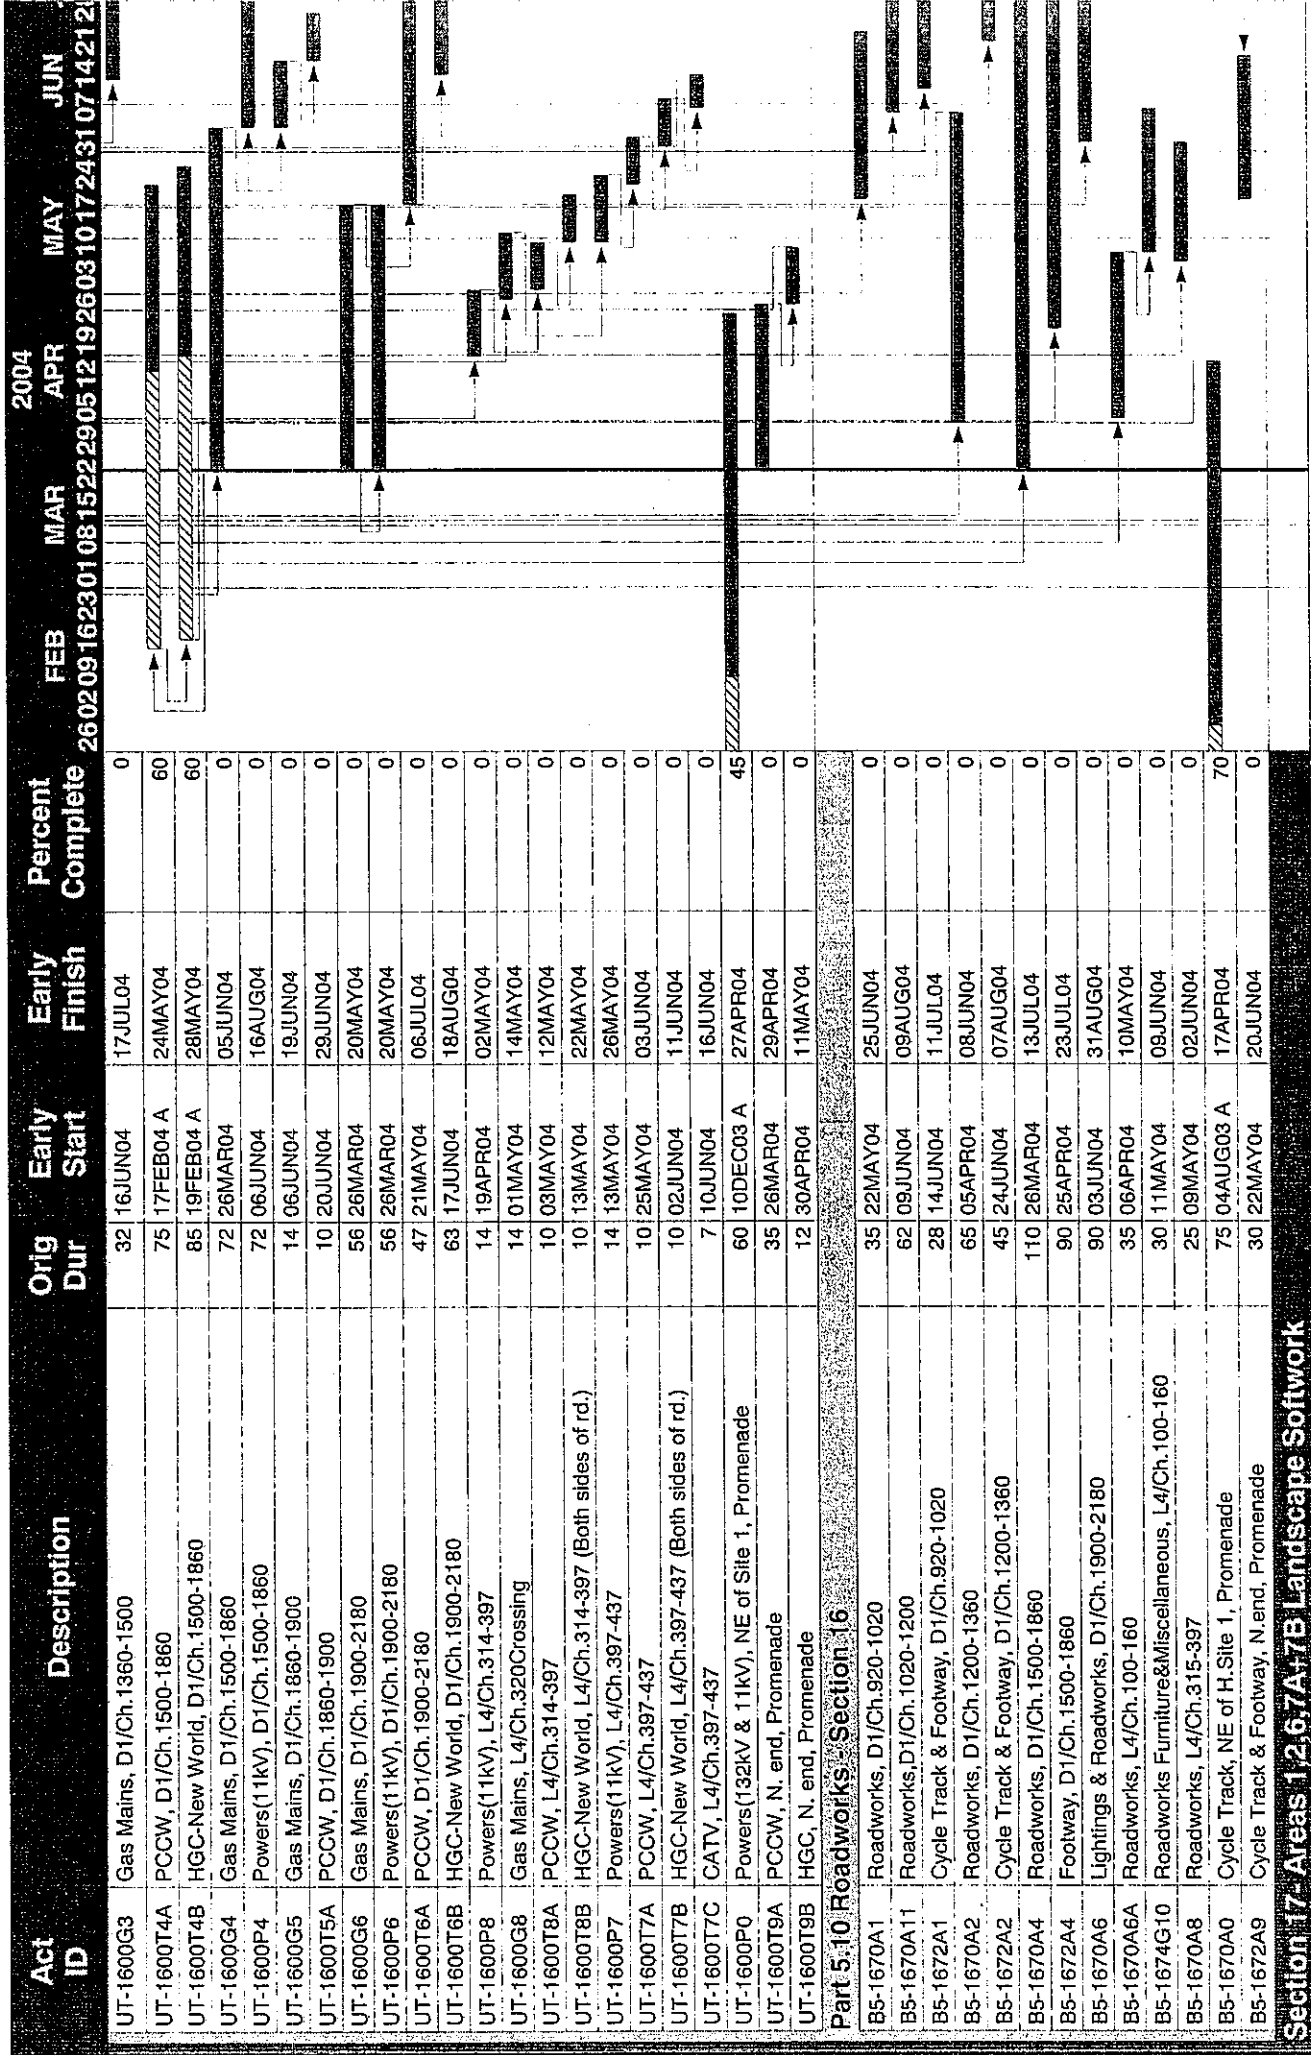 Act ID Description Orig Dur Early Start Early Finish Percent Complete
2004
FEB MAR APR MAY JUN
26 02 09 16 23 01 08 15 22 29 05 12 19 26 03 10 17 24 31 07 14 21
UT-1600G3 Gas Mains, D1/Ch.1360-1500 32 16JUN04 17JUL04 0
UT-1600T4A PCCW, D1/Ch.1500-1860 75 17FEB04 A 24MAY04 60
UT-1600T4B HGC-New World, D1/Ch.1500-1860 85 19FEB04 A 28MAY04 60
UT-1600G4 Gas Mains, D1/Ch.1500-1860 72 26MAR04 05JUN04 0
UT-1600P4 Powers(11kV), D1/Ch.1500-1860 72 06JUN04 16AUG04 0
UT-1600G5 Gas Mains, D1/Ch.1860-1900 14 06JUN04 19JUN04 0
UT-1600T5A PCCW, D1/Ch.1860-1900 10 20JUN04 29JUN04 0
UT-1600G6 Gas Mains, D1/Ch.1900-2180 56 26MAR04 20MAY04 0
UT-1600P6 Powers(11kV), D1/Ch.1900-2180 56 26MAR04 20MAY04 0
UT-1600T6A PCCW, D1/Ch.1900-2180 47 21MAY04 06JUL04 0
UT-1600T6B HGC-New World, D1/Ch.1900-2180 63 17JUN04 18AUG04 0
UT-1600P8 Powers(11kV), L4/Ch.314-397 14 19APR04 02MAY04 0
UT-1600G8 Gas Mains, L4/Ch.320Crossing 14 01MAY04 14MAY04 0
UT-1600T8A PCCW, L4/Ch.314-397 10 03MAY04 12MAY04 0
UT-1600T8B HGC-New World, L4/Ch.314-397 (Both sides of rd.) 10 13MAY04 22MAY04 0
UT-1600P7 Powers(11kV), L4/Ch.397-437 14 13MAY04 26MAY04 0
UT-1600T7A PCCW, L4/Ch.397-437 10 25MAY04 03JUN04 0
UT-1600T7B HGC-New World, L4/Ch.397-437 (Both sides of rd.) 10 02JUN04 11JUN04 0
UT-1600T7C CATV, L4/Ch.397-437 7 10JUN04 16JUN04 0
UT-1600P0 Powers(132kV & 11kV), NE of Site 1, Promenade 60 10DEC03 A 27APR04 45
UT-1600T9A PCCW, N. end, Promenade 35 26MAR04 29APR04 0
UT-1600T9B HGC, N. end, Promenade 12 30APR04 11MAY04 0
Part 5.10 Roadworks - Section 16
B5-1670A1 Roadworks, D1/Ch.920-1020 35 22MAY04 25JUN04 0
B5-1670A11 Roadworks,D1/Ch.1020-1200 62 09JUN04 09AUG04 0
B5-1672A1 Cycle Track & Footway, D1/Ch.920-1020 28 14JUN04 11JUL04 0
B5-1670A2 Roadworks, D1/Ch.1200-1360 65 05APR04 08JUN04 0
B5-1672A2 Cycle Track & Footway, D1/Ch.1200-1360 45 24JUN04 07AUG04 0
B5-1670A4 Roadworks, D1/Ch.1500-1860 110 26MAR04 13JUL04 0
B5-1672A4 Footway, D1/Ch.1500-1860 90 25APR04 23JUL04 0
B5-1670A6 Lightings & Roadworks, D1/Ch.1900-2180 90 03JUN04 31AUG04 0
B5-1670A6A Roadworks, L4/Ch.100-160 35 06APR04 10MAY04 0
B5-1674G10 Roadworks Furniture&Miscellaneous, L4/Ch.100-160 30 11MAY04 09JUN04 0
B5-1670A8 Roadworks, L4/Ch.315-397 25 09MAY04 02JUN04 0
B5-1670A0 Cycle Track, NE of H.Site 1, Promenade 75 04AUG03 A 17APR04 70
B5-1672A9 Cycle Track & Footway, N.end, Promenade 30 22MAY04 20JUN04 0
Section 17 - Areas 1,2,6,7A+7B Landscape Softwork